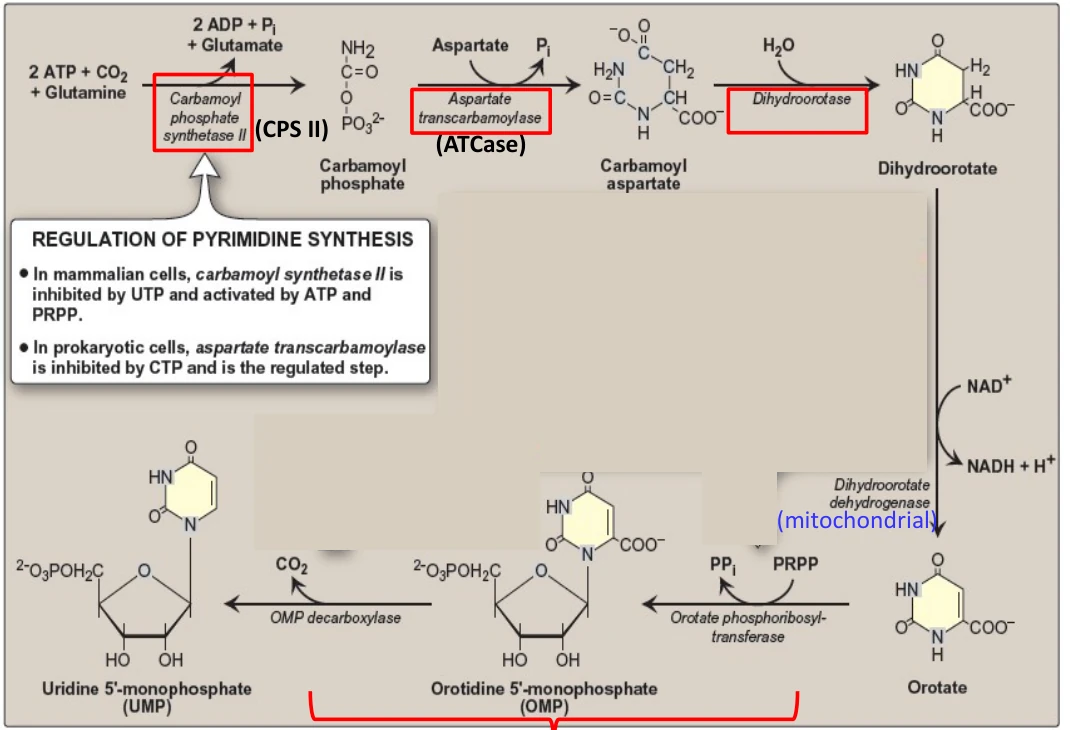 2 ADP + Pi
+ Glutamate
2 ATP + CO2
+ Glutamine
Carbamoyl
phosphate
synthetase II
(CPS II)
NH2
C=O
O
PO3 2-
Carbamoyl
phosphate
Aspartate
Pi
Aspartate
transcarbamoylase
(ATCase)
O
-O
C
H2N
CH2
O=C
CH
N
H
COO-
Carbamoyl
aspartate
H2O
Dihydroorotase
O
HN
H2
H
O
N
H
COO-
Dihydroorotate
REGULATION OF PYRIMIDINE SYNTHESIS
● In mammalian cells, carbamoyl synthetase II is
inhibited by UTP and activated by ATP and
PRPP.
● In prokaryotic cells, aspartate transcarbamoylase
is inhibited by CTP and is the regulated step.
NAD+
NADH + H+
Dihydroorotate
dehydrogenase
(mitochondrial)
O
HN
O
N
H
COO-
Orotate
PPi
PRPP
Orotate phosphoribosyl-
transferase
O
HN
O
N
COO-
2-O3POH2C
O
HO
OH
Orotidine 5'-monophosphate
(OMP)
CO2
OMP decarboxylase
O
HN
O
N
2-O3POH2C
O
HO
OH
Uridine 5'-monophosphate
(UMP)